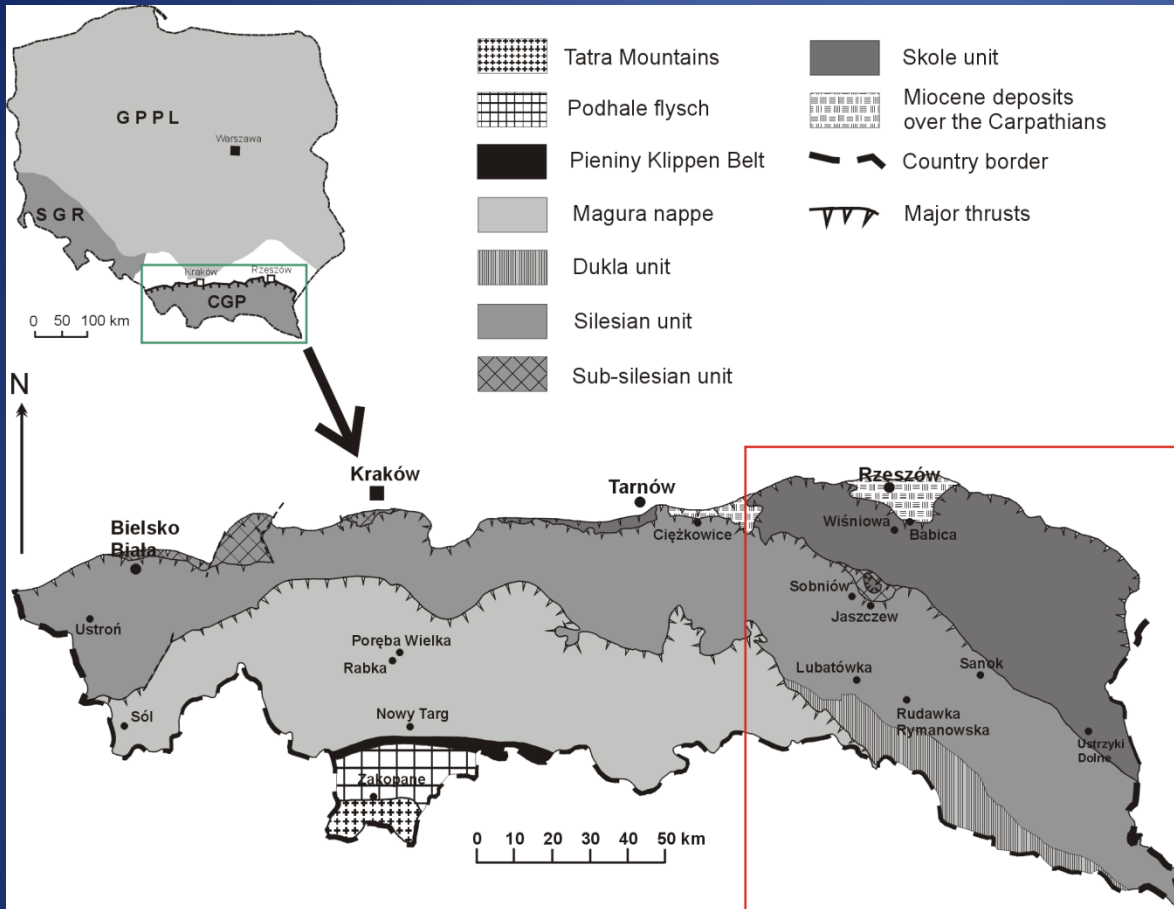 G P P L
Warszawa
S G R
Kraków
Rzeszów
CGP
0 50 100 km
Tatra Mountains
Podhale flysch
Pieniny Klippen Belt
Magura nappe
Dukla unit
Silesian unit
Sub-silesian unit
Skole unit
Miocene deposits
over the Carpathians
Country border
Major thrusts
N
Kraków
Tarnów
Rzeszów
Bielsko
Biała
Ciężkowice
Wiśniowa
Babica
Sobniów
Jaszczew
Ustroń
Poręba Wielka
Rabka
Lubatówka
Sanok
Sól
Nowy Targ
Rudawka
Rymanowska
Ustrzyki
Dolne
Zakopane
0 10 20 30 40 50 km